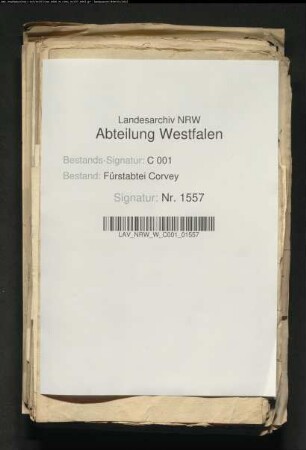 Landesarchiv NRW
Abteilung Westfalen
Bestands-Signatur: C 001
Bestand: Fürstabtei Corvey
Signatur: Nr. 1557
LAV_NRW_W_C001_01557